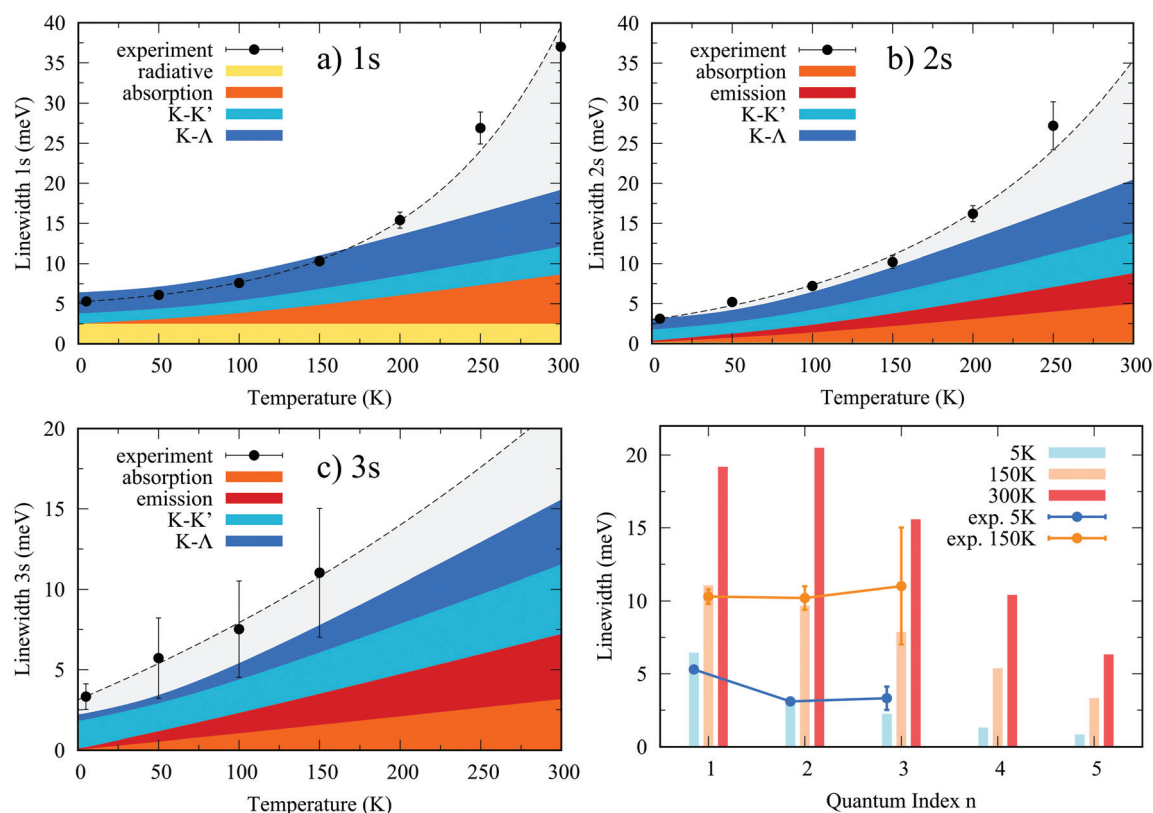 a) 1s
experiment
radiative
absorption
K-K'
K-Λ
Linewidth 1s (meV)
40
35
30
25
20
15
10
5
0
0 50 100 150 200 250 300
Temperature (K)
b) 2s
experiment
absorption
emission
K-K'
K-Λ
Linewidth 2s (meV)
40
35
30
25
20
15
10
5
0
0 50 100 150 200 250 300
Temperature (K)
c) 3s
experiment
absorption
emission
K-K'
K-Λ
Linewidth 3s (meV)
20
15
10
5
0
0 50 100 150 200 250 300
Temperature (K)
5K
150K
300K
exp. 5K
exp. 150K
Linewidth (meV)
20
15
10
5
0
1 2 3 4 5
Quantum Index n